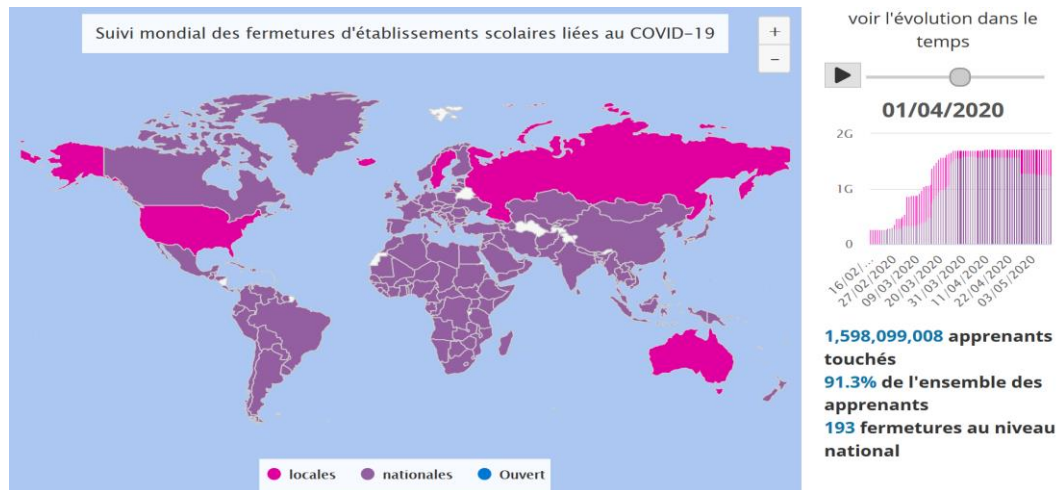 Suivi mondial des fermetures d'établissements scolaires liées au COVID-19
+
−
locales
nationales
Ouvert
voir l'évolution dans le
temps
01/04/2020
2G
1G
0
16/02/...
27/02/2020
09/03/2020
20/03/2020
31/03/2020
11/04/2020
22/04/2020
03/05/2020
1,598,099,008 apprenants
touchés
91.3% de l'ensemble des
apprenants
193 fermetures au niveau
national